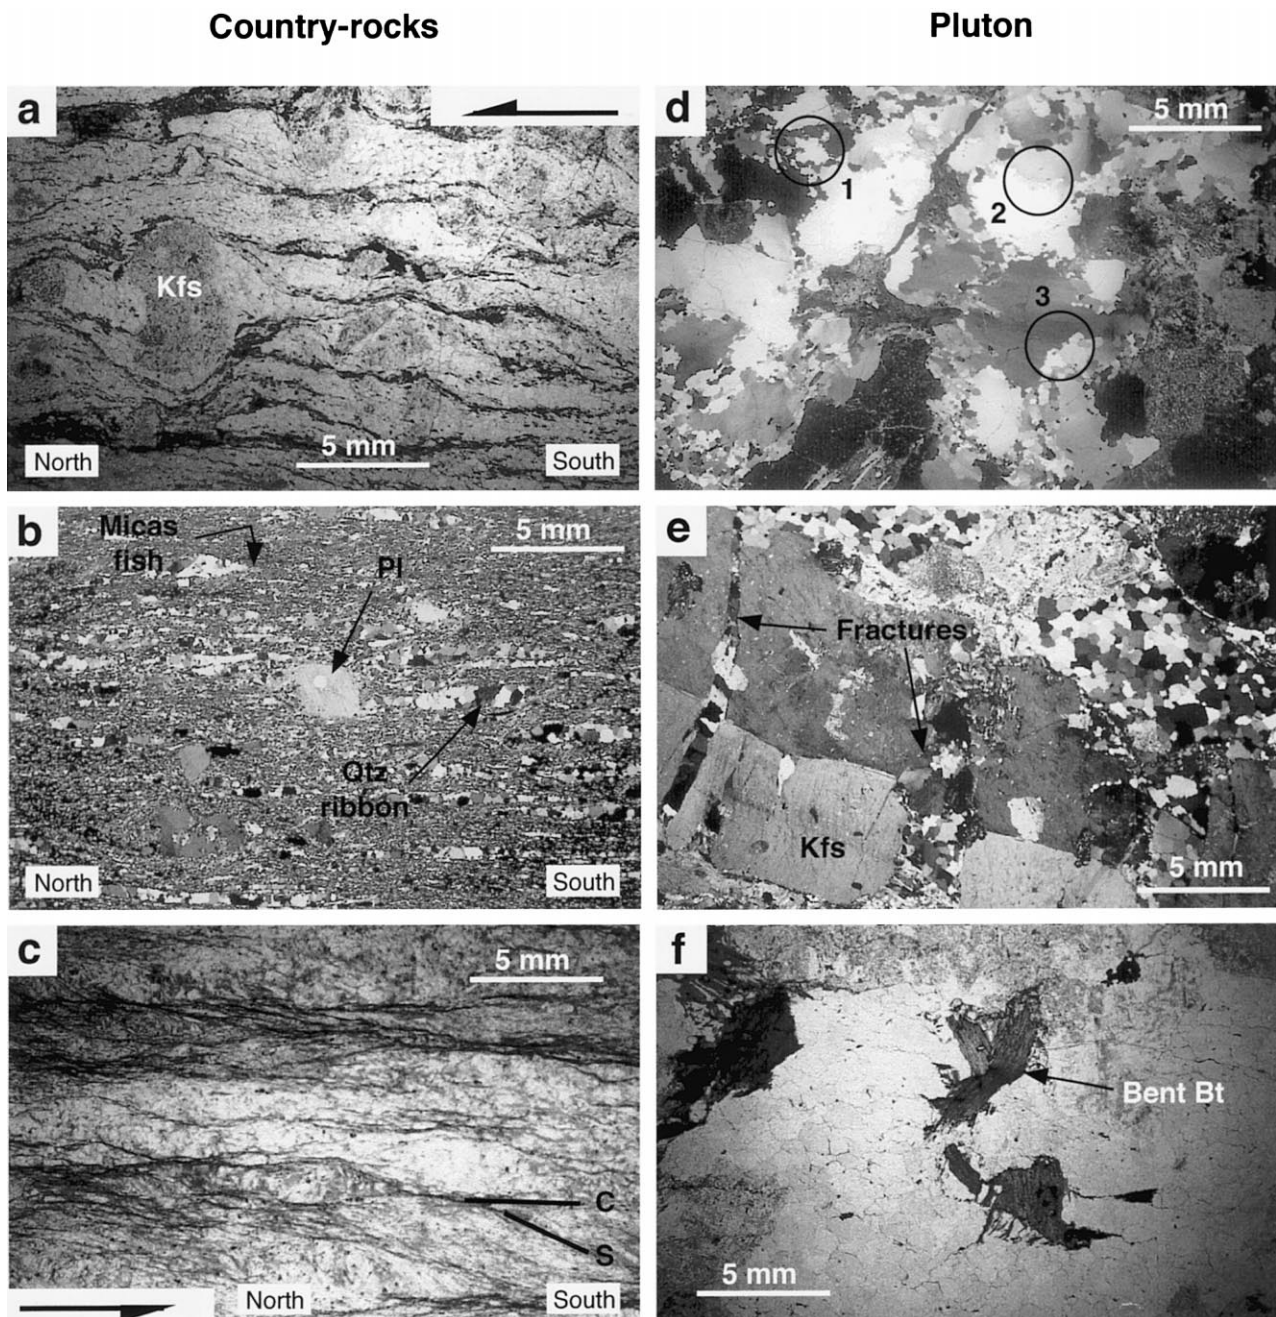 Country-rocks
Pluton
a
Kfs
5 mm
North
South
d
5 mm
1
2
3
b
Micas
fish
5 mm
Pl
Qtz
ribbon
North
South
e
Fractures
Kfs
5 mm
c
5 mm
C
S
North
South
f
Bent Bt
5 mm